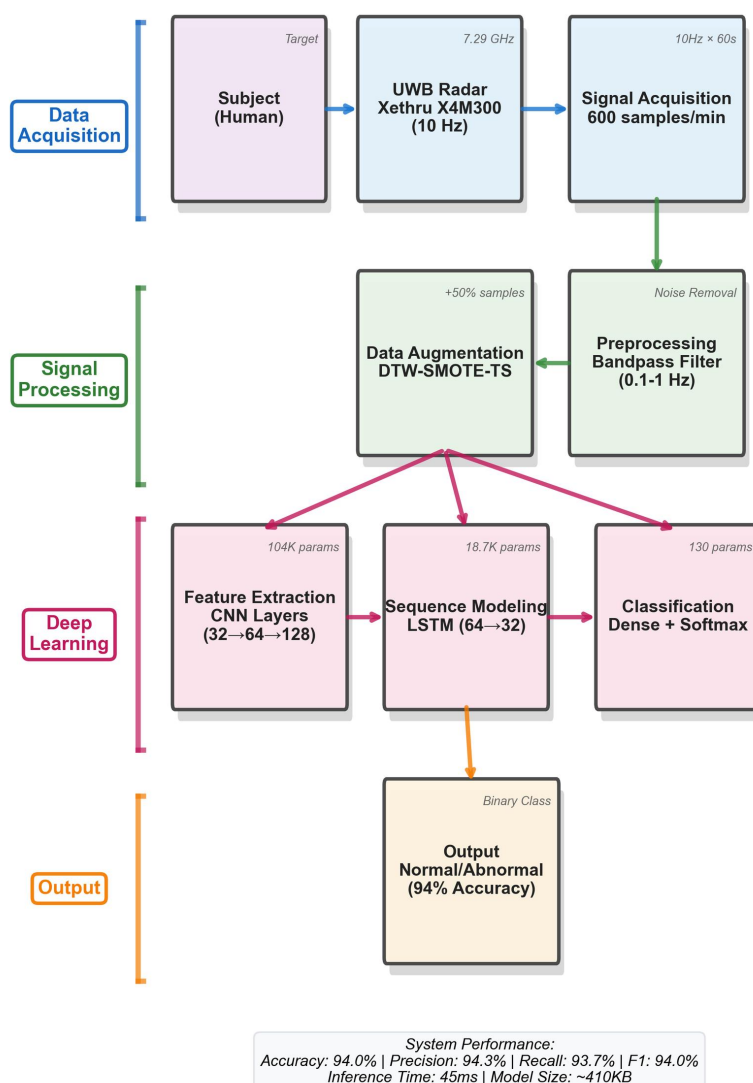 Data
Acquisition
Target
Subject
(Human)
7.29 GHz
UWB Radar
Xethru X4M300
(10 Hz)
10Hz × 60s
Signal Acquisition
600 samples/min
Signal
Processing
+50% samples
Data Augmentation
DTW-SMOTE-TS
Noise Removal
Preprocessing
Bandpass Filter
(0.1-1 Hz)
Deep
Learning
104K params
Feature Extraction
CNN Layers
(32→64→128)
18.7K params
Sequence Modeling
LSTM (64→32)
130 params
Classification
Dense + Softmax
Output
Binary Class
Output
Normal/Abnormal
(94% Accuracy)
System Performance:
Accuracy: 94.0% | Precision: 94.3% | Recall: 93.7% | F1: 94.0%
Inference Time: 45ms | Model Size: ~410KB